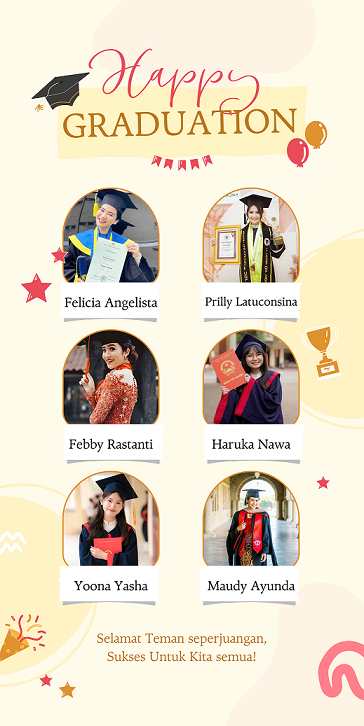 Happy
GRADUATION
Felicia Angelista
Prilly Latuconsina
Febby Rastanti
Haruka Nawa
Yoona Yasha
Maudy Ayunda
Selamat Teman seperjuangan,
Sukses Untuk Kita semua!